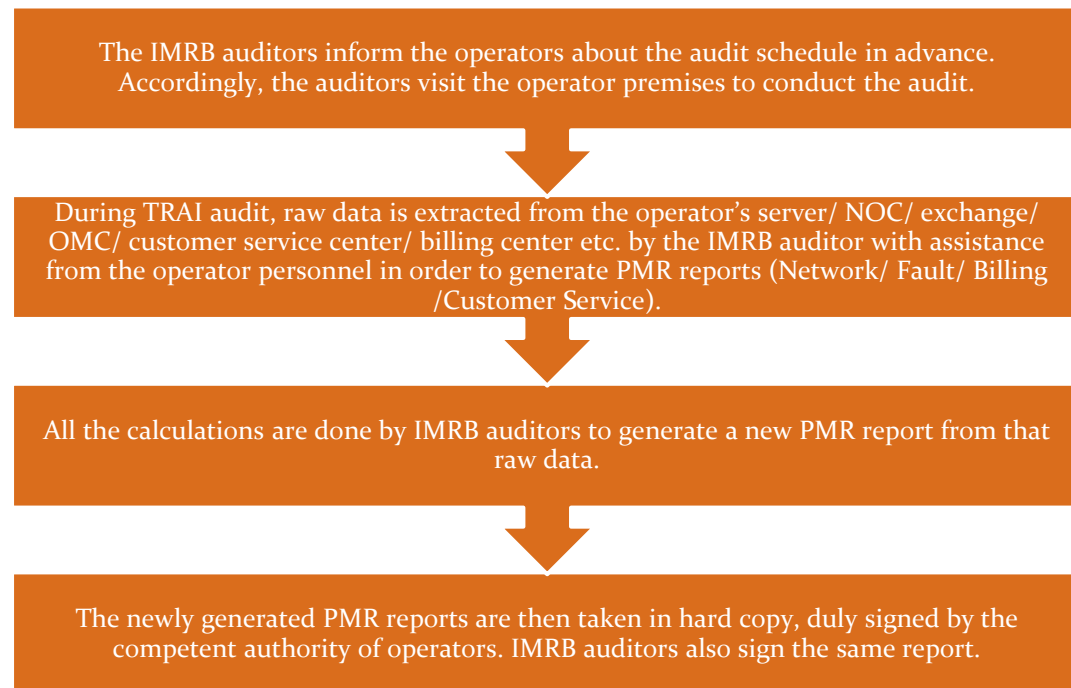 The IMRB auditors inform the operators about the audit schedule in advance.
Accordingly, the auditors visit the operator premises to conduct the audit.
During TRAI audit, raw data is extracted from the operator’s server/ NOC/ exchange/
OMC/ customer service center/ billing center etc. by the IMRB auditor with assistance
from the operator personnel in order to generate PMR reports (Network/ Fault/ Billing
/Customer Service).
All the calculations are done by IMRB auditors to generate a new PMR report from that
raw data.
The newly generated PMR reports are then taken in hard copy, duly signed by the
competent authority of operators. IMRB auditors also sign the same report.